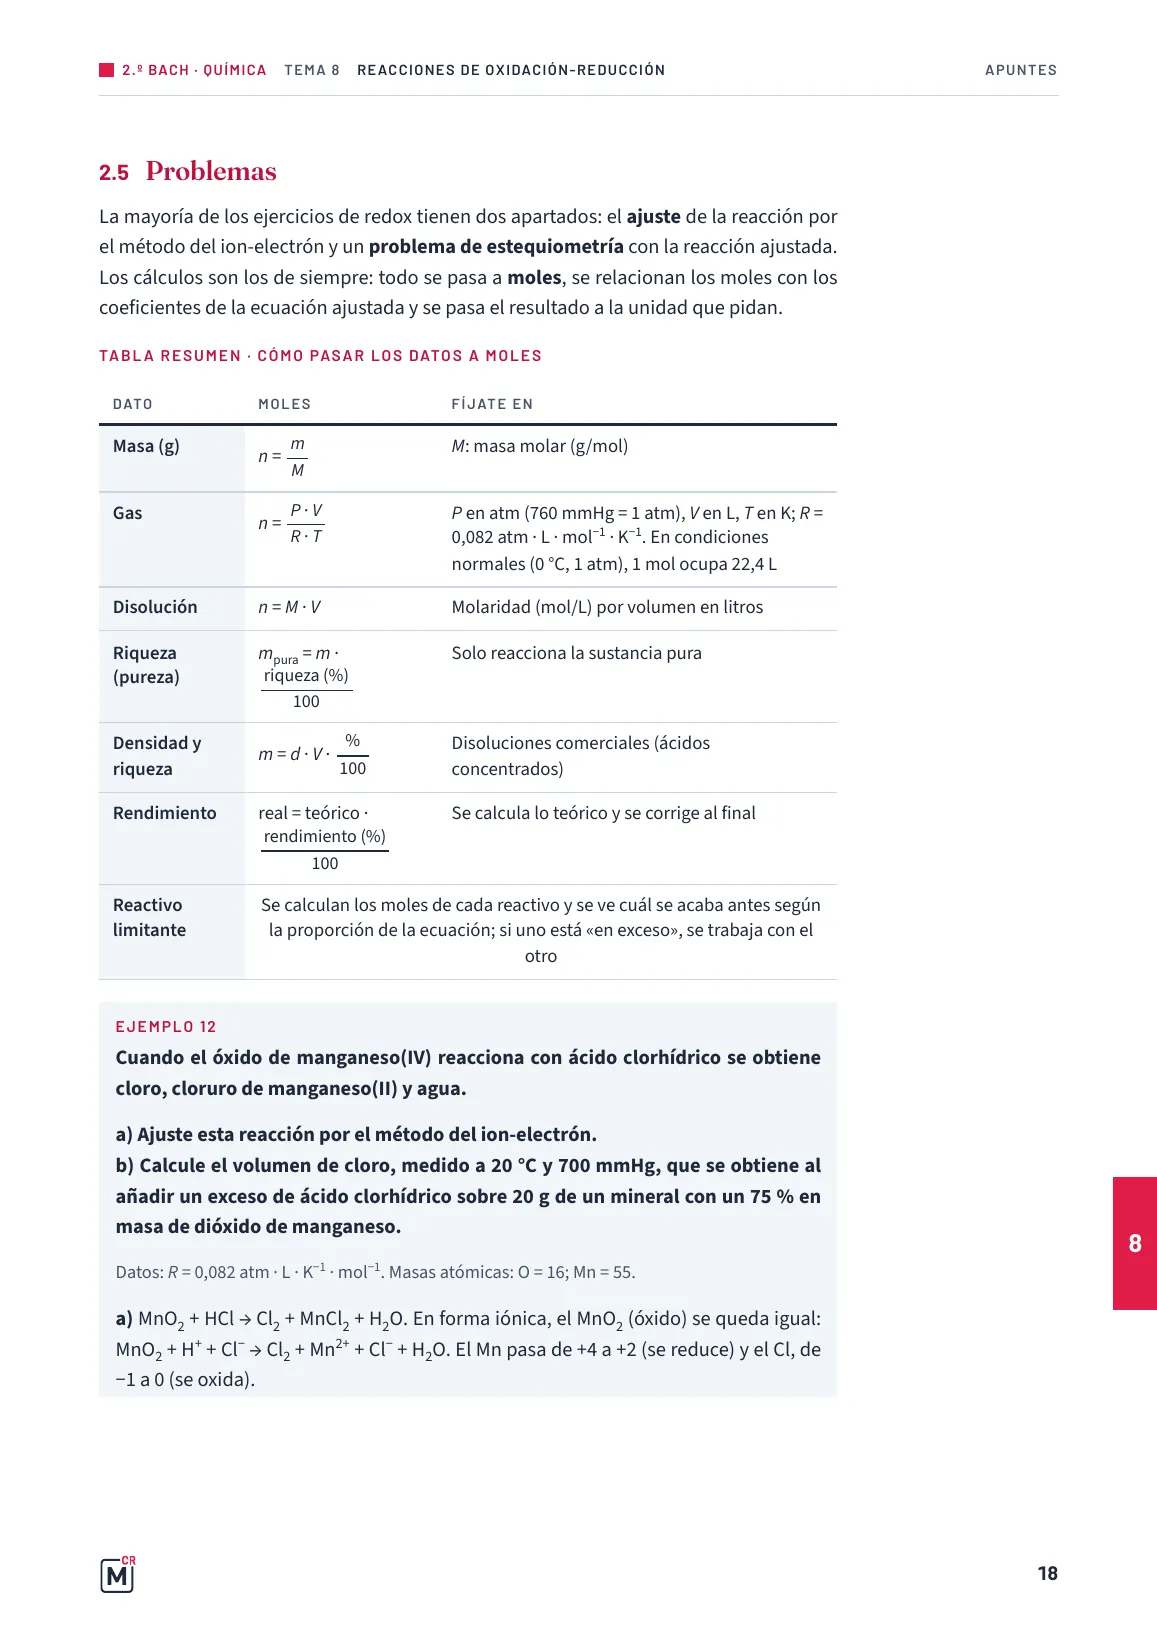 2.º BACH · QUÍMICA TEMA 8 REACCIONES DE OXIDACIÓN-REDUCCIÓN APUNTES
2.5 Problemas
La mayoría de los ejercicios de redox tienen dos apartados: el ajuste de la reacción por
el método del ion-electrón y un problema de estequiometría con la reacción ajustada.
Los cálculos son los de siempre: todo se pasa a moles, se relacionan los moles con los
coeficientes de la ecuación ajustada y se pasa el resultado a la unidad que pidan.
TABLA RESUMEN · CÓMO PASAR LOS DATOS A MOLES
DATO MOLES FÍJATE EN
Masa (g) n = m/M M: masa molar (g/mol)
Gas n = P · V / R · T P en atm (760 mmHg = 1 atm), V en L, T en K; R =
0,082 atm · L · mol⁻¹ · K⁻¹. En condiciones
normales (0 °C, 1 atm), 1 mol ocupa 22,4 L
Disolución n = M · V Molaridad (mol/L) por volumen en litros
Riqueza (pureza) m_pura = m · riqueza (%) / 100 Solo reacciona la sustancia pura
Densidad y riqueza m = d · V · % / 100 Disoluciones comerciales (ácidos
concentrados)
Rendimiento real = teórico · rendimiento (%) / 100 Se calcula lo teórico y se corrige al final
Reactivo limitante Se calculan los moles de cada reactivo y se ve cuál se acaba antes según
la proporción de la ecuación; si uno está «en exceso», se trabaja con el
otro
EJEMPLO 12
Cuando el óxido de manganeso(IV) reacciona con ácido clorhídrico se obtiene
cloro, cloruro de manganeso(II) y agua.
a) Ajuste esta reacción por el método del ion-electrón.
b) Calcule el volumen de cloro, medido a 20 °C y 700 mmHg, que se obtiene al
añadir un exceso de ácido clorhídrico sobre 20 g de un mineral con un 75 % en
masa de dióxido de manganeso.
Datos: R = 0,082 atm · L · K⁻¹ · mol⁻¹. Masas atómicas: O = 16; Mn = 55.
a) MnO₂ + HCl → Cl₂ + MnCl₂ + H₂O. En forma iónica, el MnO₂ (óxido) se queda igual:
MnO₂ + H⁺ + Cl⁻ → Cl₂ + Mn²⁺ + Cl⁻ + H₂O. El Mn pasa de +4 a +2 (se reduce) y el Cl, de
−1 a 0 (se oxida).
8
M CR
18